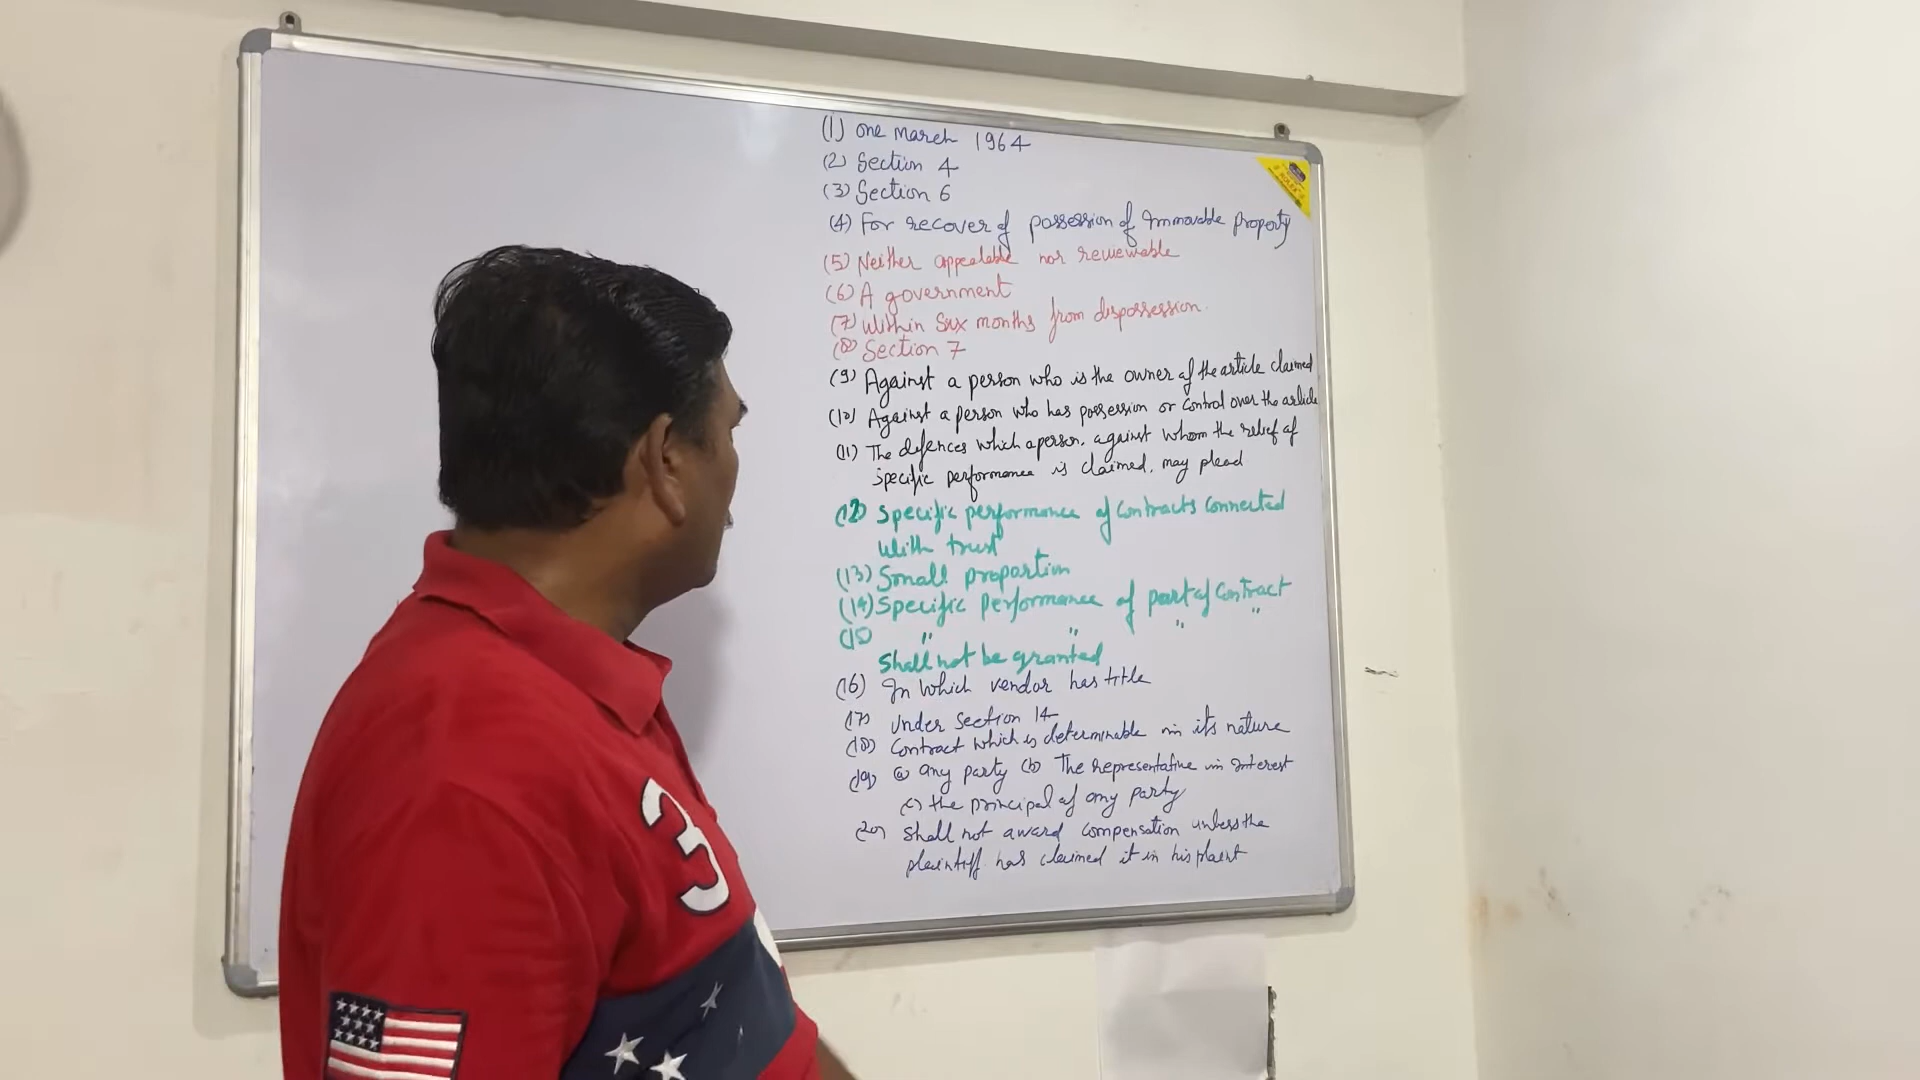 (1) one march 1964
(2) Section 4
(3) Section 6
(4) For recover of possession of Immovable property
(5) Neither appealable nor reviewable
(6) A government
(7) Within Six months from dispossession.
(8) Section 7
(9) Against a person who is the owner of the article claimed
(10) Against a person who has possession or control over the article
(11) The defences which a person, against whom the relief of
specific performance is claimed, may plead
(12) Specific performance of Contracts Connected
With trust
(13) Small proportion
(14) Specific performance of part of Contract
(15) " " " "
Shall not be granted
(16) In Which vendor has title
(17) Under Section 14
(18) Contract which is determinable in its nature
(19) (a) any party (b) The representative in interest
(c) the principal of any party
(20) Shall not award compensation unless the
plaintiff has claimed it in his plaint
3